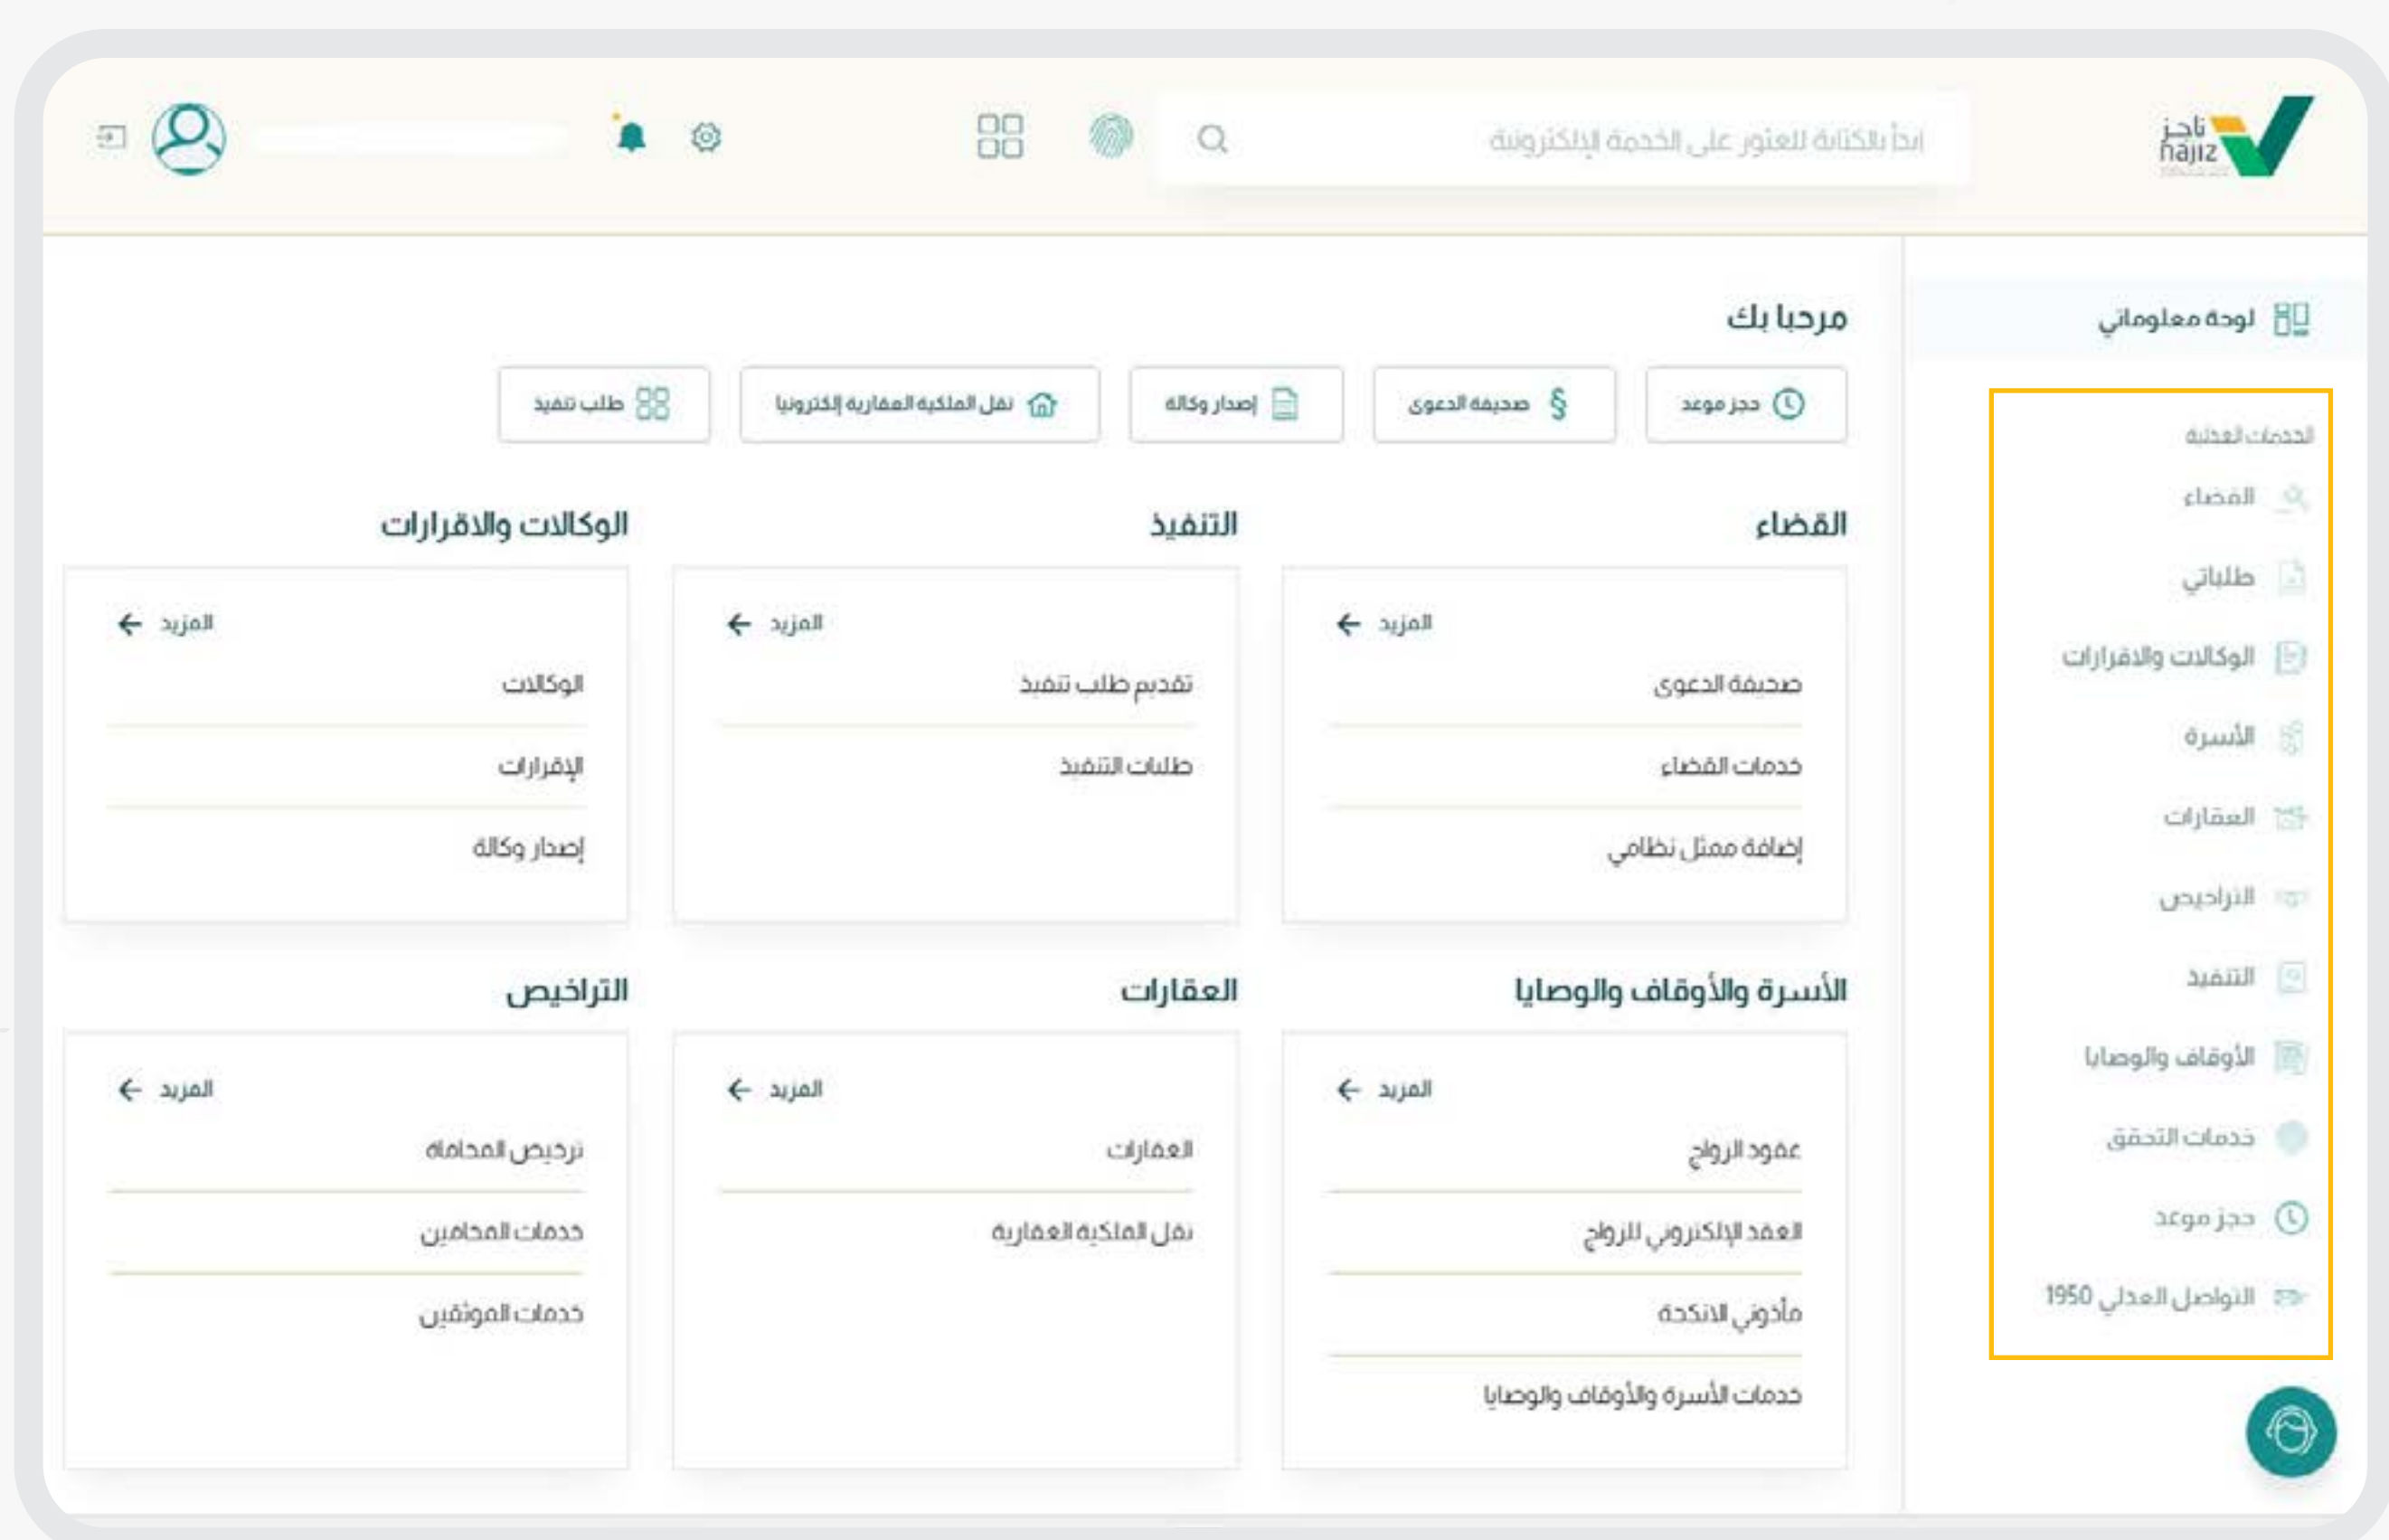 ناجز
najiz
ابدأ بالكتابة للعثور على الخدمة الإلكترونية
لوحة معلوماتي
الخدمات العدلية
القضاء
طلباتي
الوكالات والاقرارات
الأسرة
العقارات
التراخيص
التنفيذ
الأوقاف والوصايا
خدمات التحقق
حجز موعد
التواصل العدلي 1950
مرحبا بك
حجز موعد
صحيفة الدعوى
إصدار وكالة
نقل الملكية العقارية إلكترونيا
طلب تنفيذ
القضاء
المزيد
صحيفة الدعوى
خدمات القضاء
إضافة ممثل نظامي
التنفيذ
المزيد
تقديم طلب تنفيذ
طلبات التنفيذ
الوكالات والاقرارات
المزيد
الوكالات
الإقرارات
إصدار وكالة
الأسرة والأوقاف والوصايا
المزيد
عقود الزواج
العقد الإلكتروني للزواج
مأذوني الانكحة
خدمات الأسرة والأوقاف والوصايا
العقارات
المزيد
العقارات
نقل الملكية العقارية
التراخيص
المزيد
ترخيص المحاماة
خدمات المحامين
خدمات الموثقين